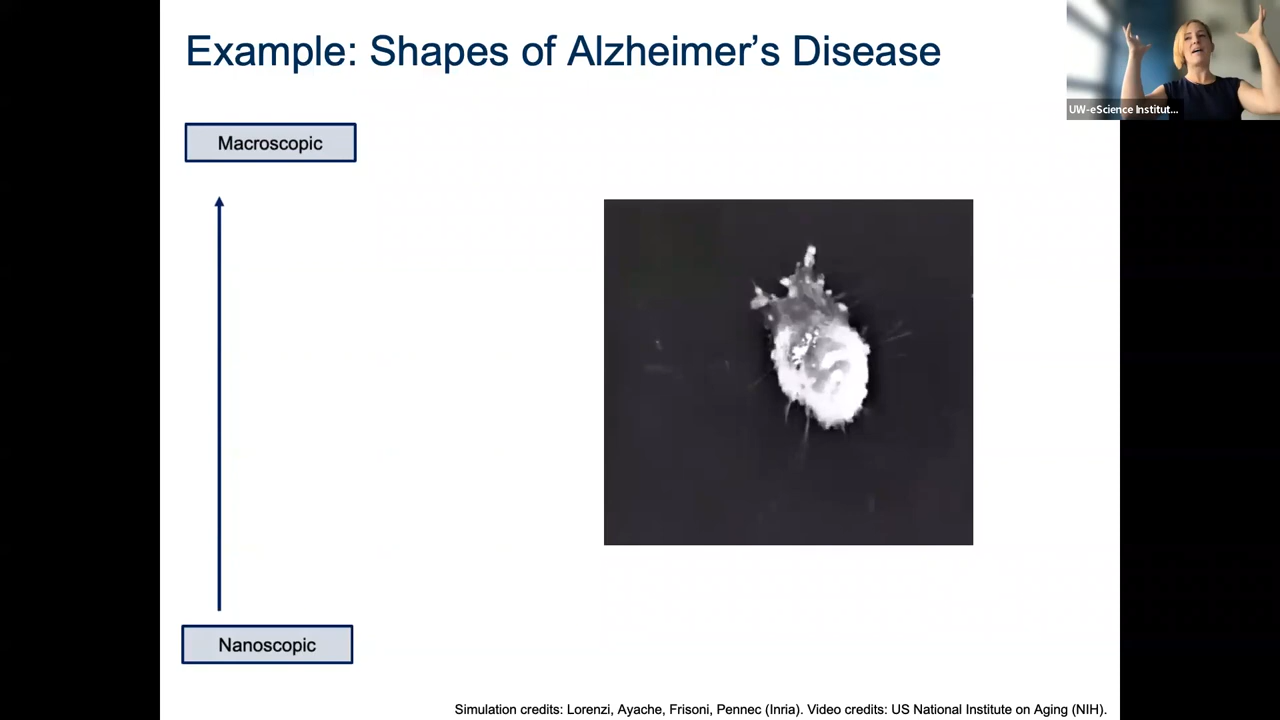 Example: Shapes of Alzheimer’s Disease
UW-eScience Institut...
Macroscopic
Nanoscopic
Simulation credits: Lorenzi, Ayache, Frisoni, Pennec (Inria). Video credits: US National Institute on Aging (NIH).